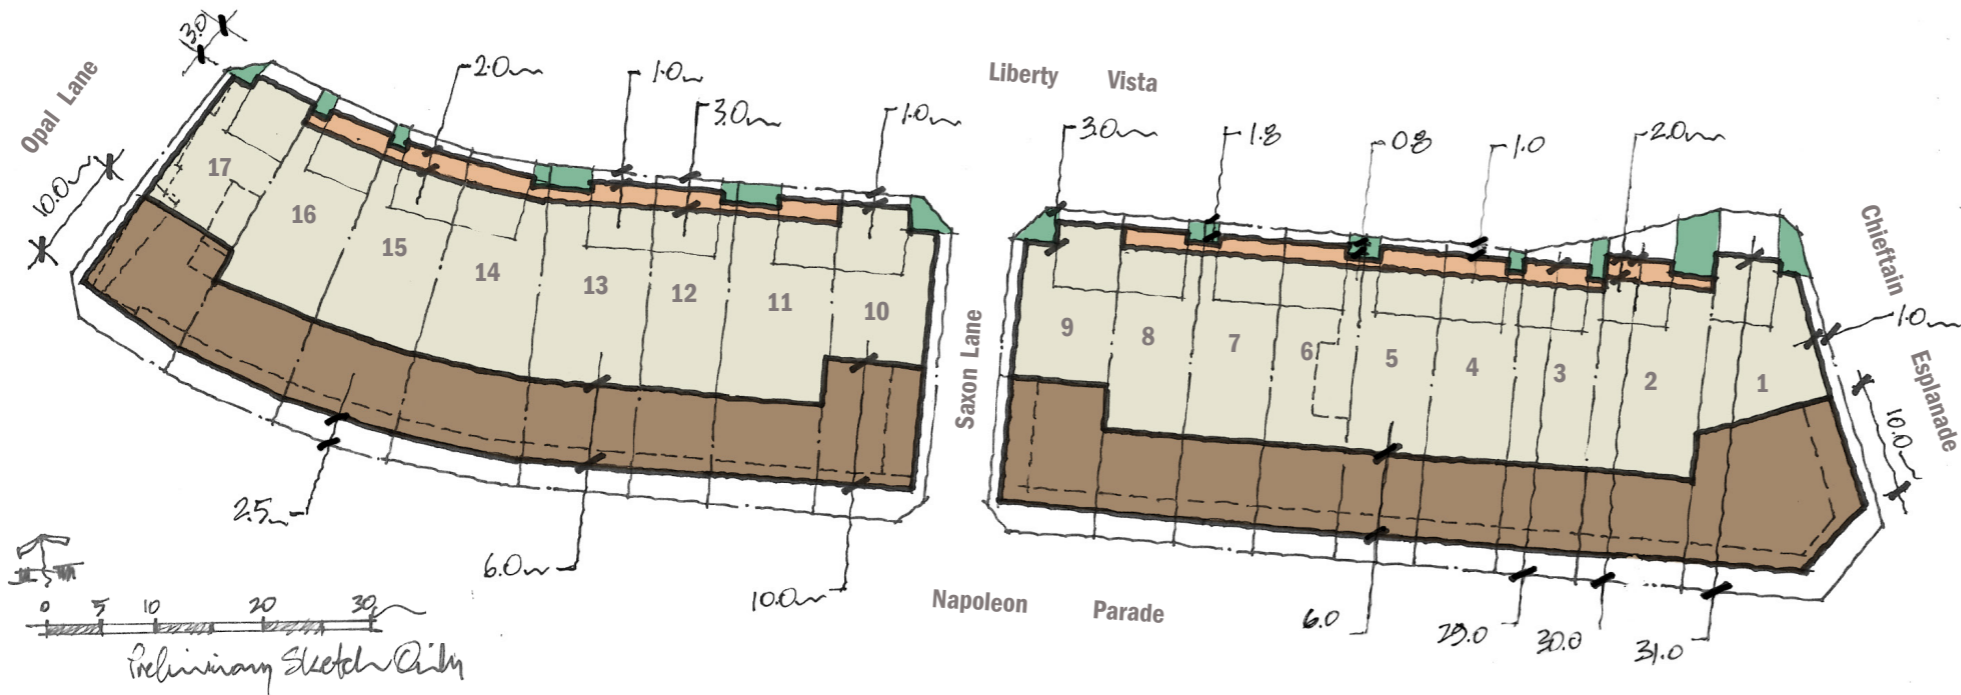 3.0
Opal Lane
2.0m
1.0m
3.0m
1.0m
Liberty Vista
3.0m
1.8
0.8
1.0
2.0m
10.0m
17
16
15
14
13
12
11
10
9
8
7
6
5
4
3
2
1
Saxon Lane
Chieftain Esplanade
1.0m
10.0m
2.5m
6.0m
10.0m
Napoleon Parade
6.0
29.0
30.0
31.0
0 5 10 20 30m
Preliminary Sketch Only